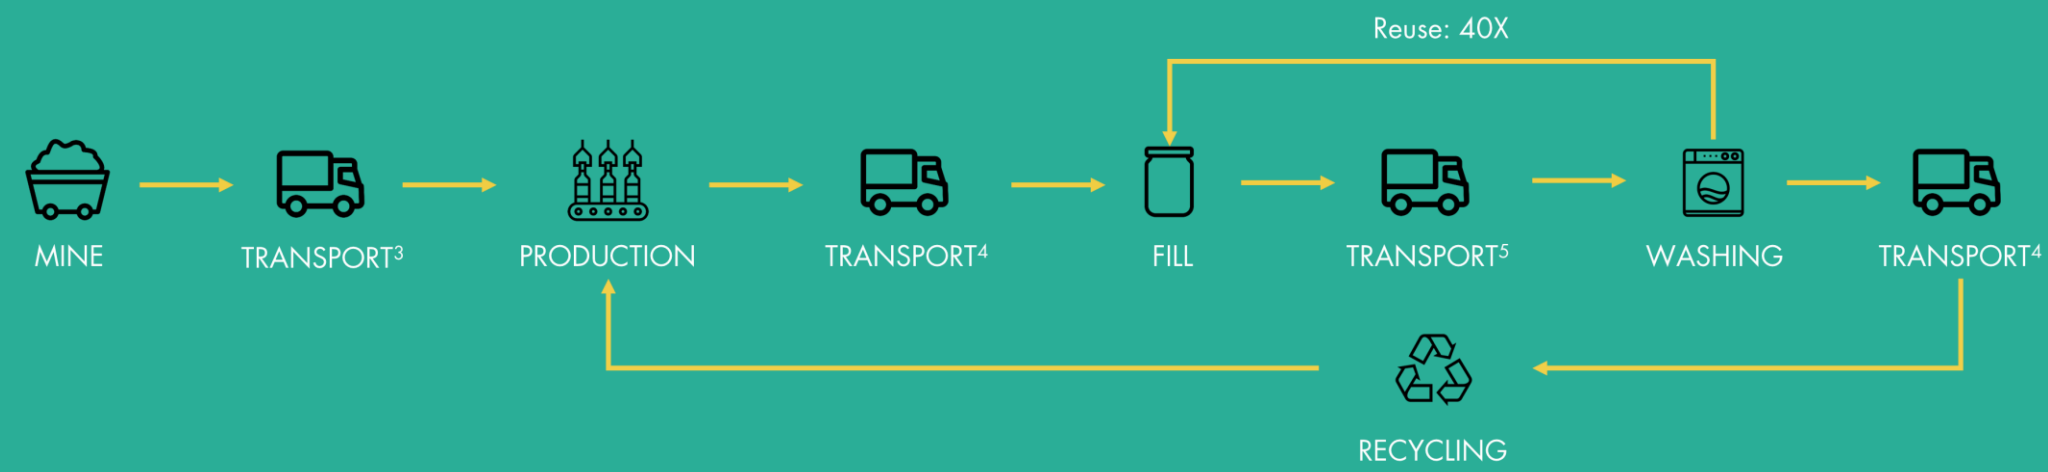 Reuse: 40X
MINE
TRANSPORT³
PRODUCTION
TRANSPORT⁴
FILL
TRANSPORT⁵
WASHING
TRANSPORT⁴
RECYCLING